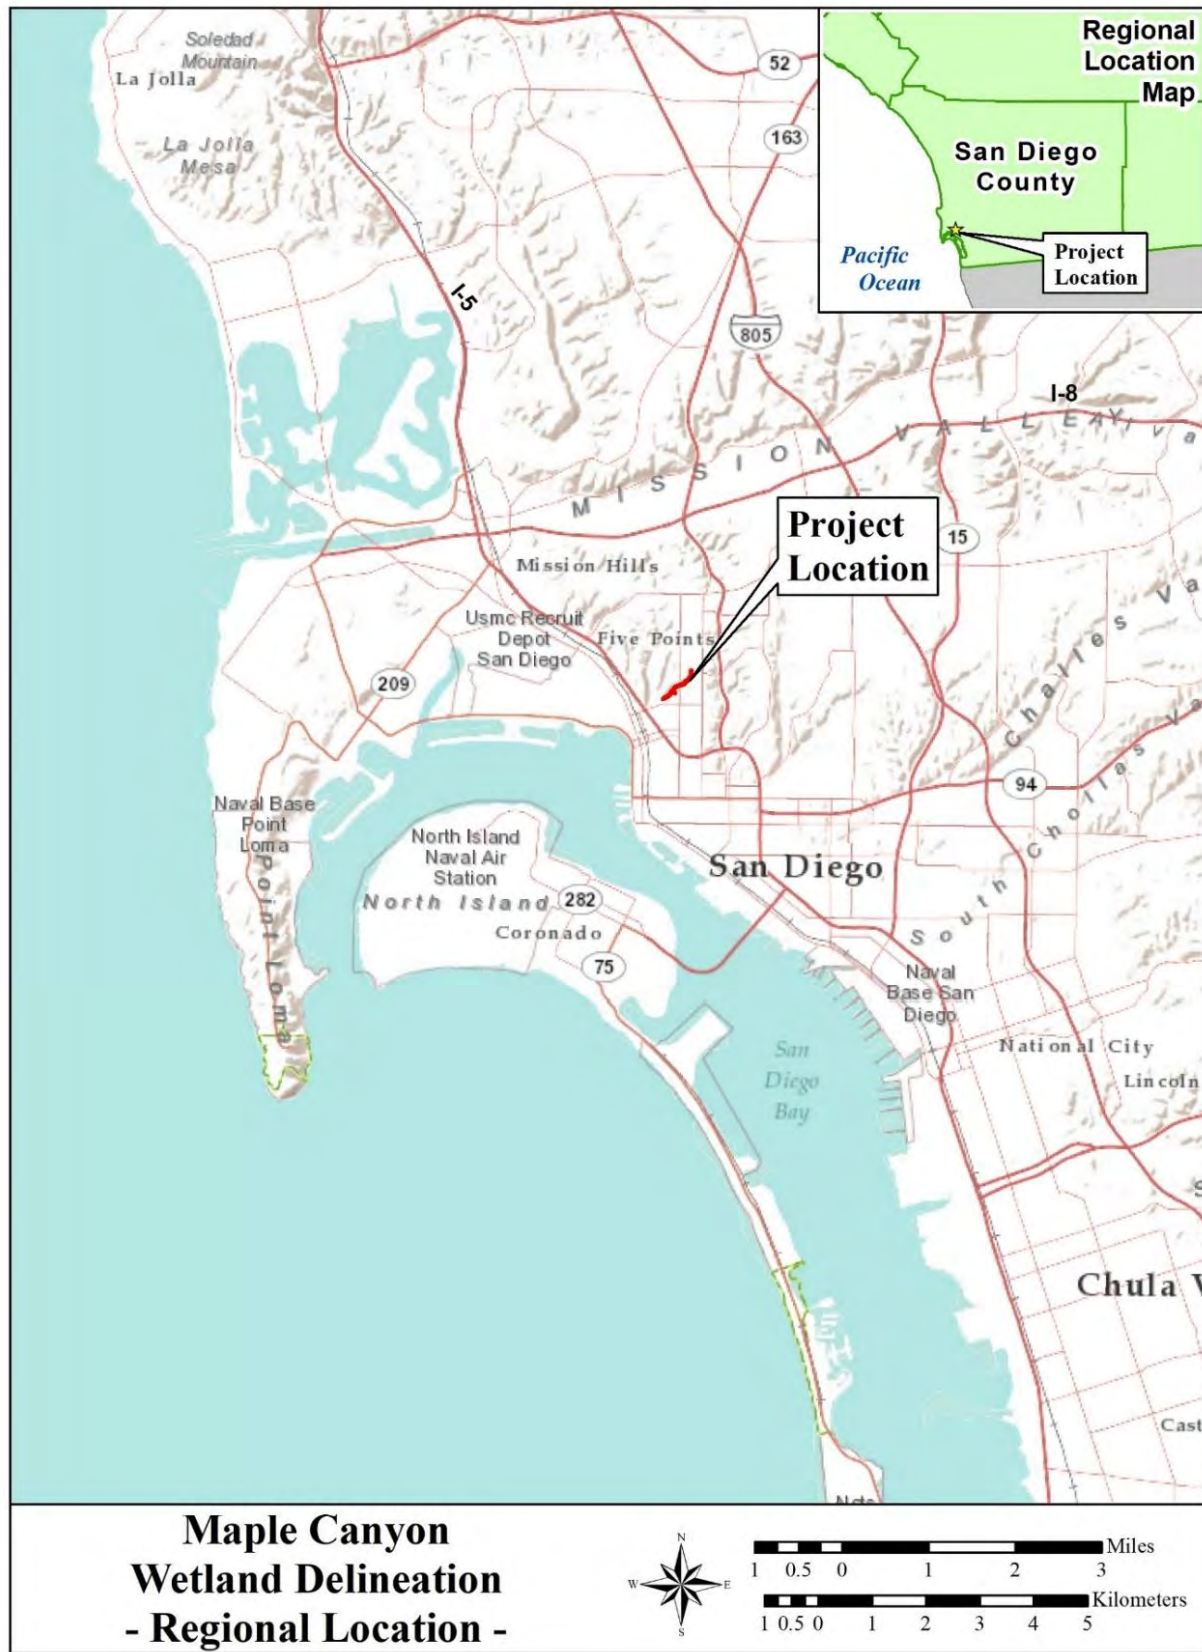 Soledad
Mountain
La Jolla
La Jolla
Mesa
52
163
Regional
Location
Map
San Diego
County
Pacific
Ocean
Project
Location
I-5
805
I-8
MISSION VALLEY
Project
Location
15
Mission Hills
Usmc Recruit
Depot
San Diego
Five Points
209
94
South Chollas Va
Naval Base
Point
Loma
Point Loma
North Island
Naval Air
Station
North Island
282
Coronado
75
San Diego
Naval
Base San
Diego
National City
Lincoln
San
Diego
Bay
Chula V
Cast
Maple Canyon
Wetland Delineation
- Regional Location -
N
W E
S
1 0.5 0 1 2 3 Miles
1 0.5 0 1 2 3 4 5 Kilometers